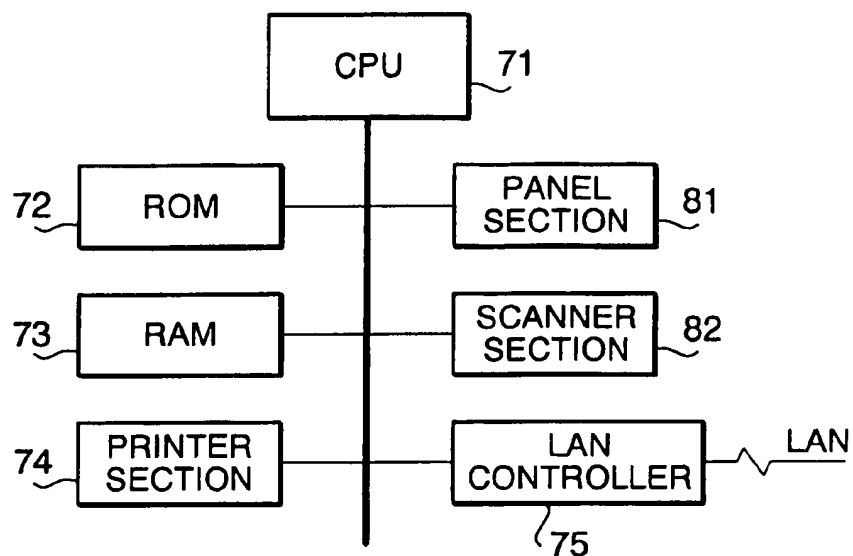 CPU
71
72
ROM
PANEL
SECTION
81
73
RAM
SCANNER
SECTION
82
74
PRINTER
SECTION
LAN
CONTROLLER
LAN
75